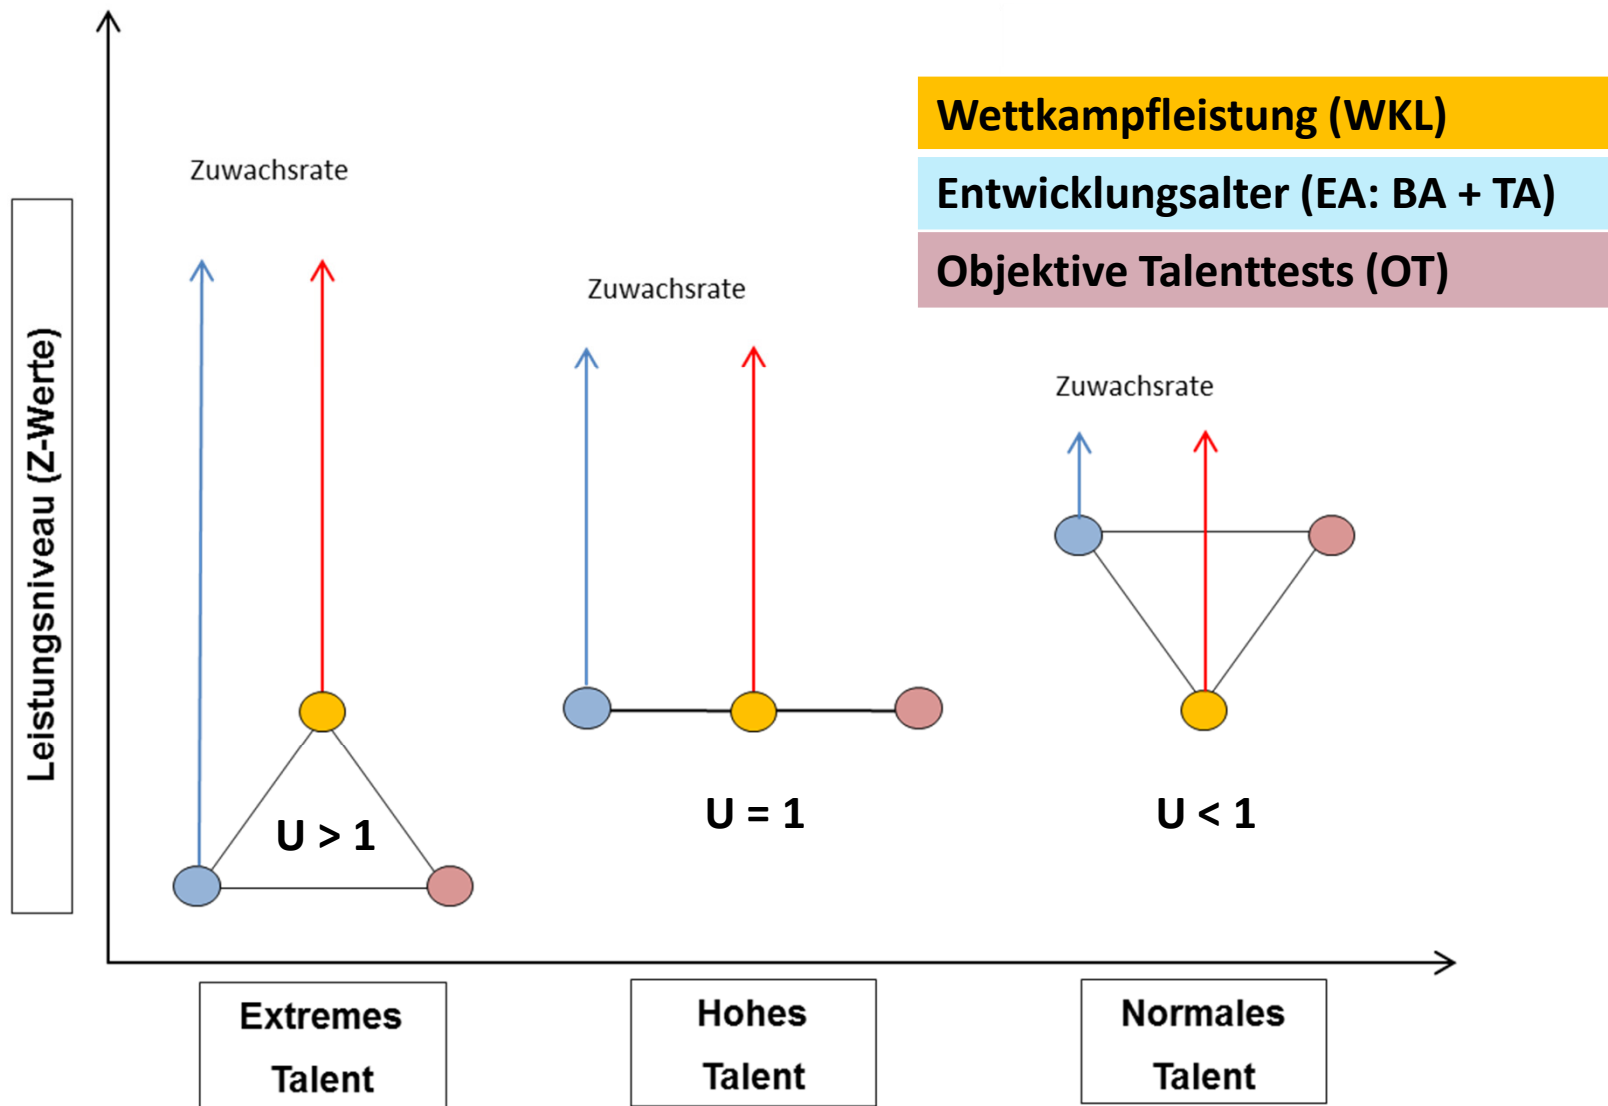 Wettkampfleistung (WKL)
Entwicklungsalter (EA: BA + TA)
Objektive Talenttests (OT)
Zuwachsrate
Zuwachsrate
Zuwachsrate
Leistungsniveau (Z-Werte)
U > 1
U = 1
U < 1
Extremes
Talent
Hohes
Talent
Normales
Talent